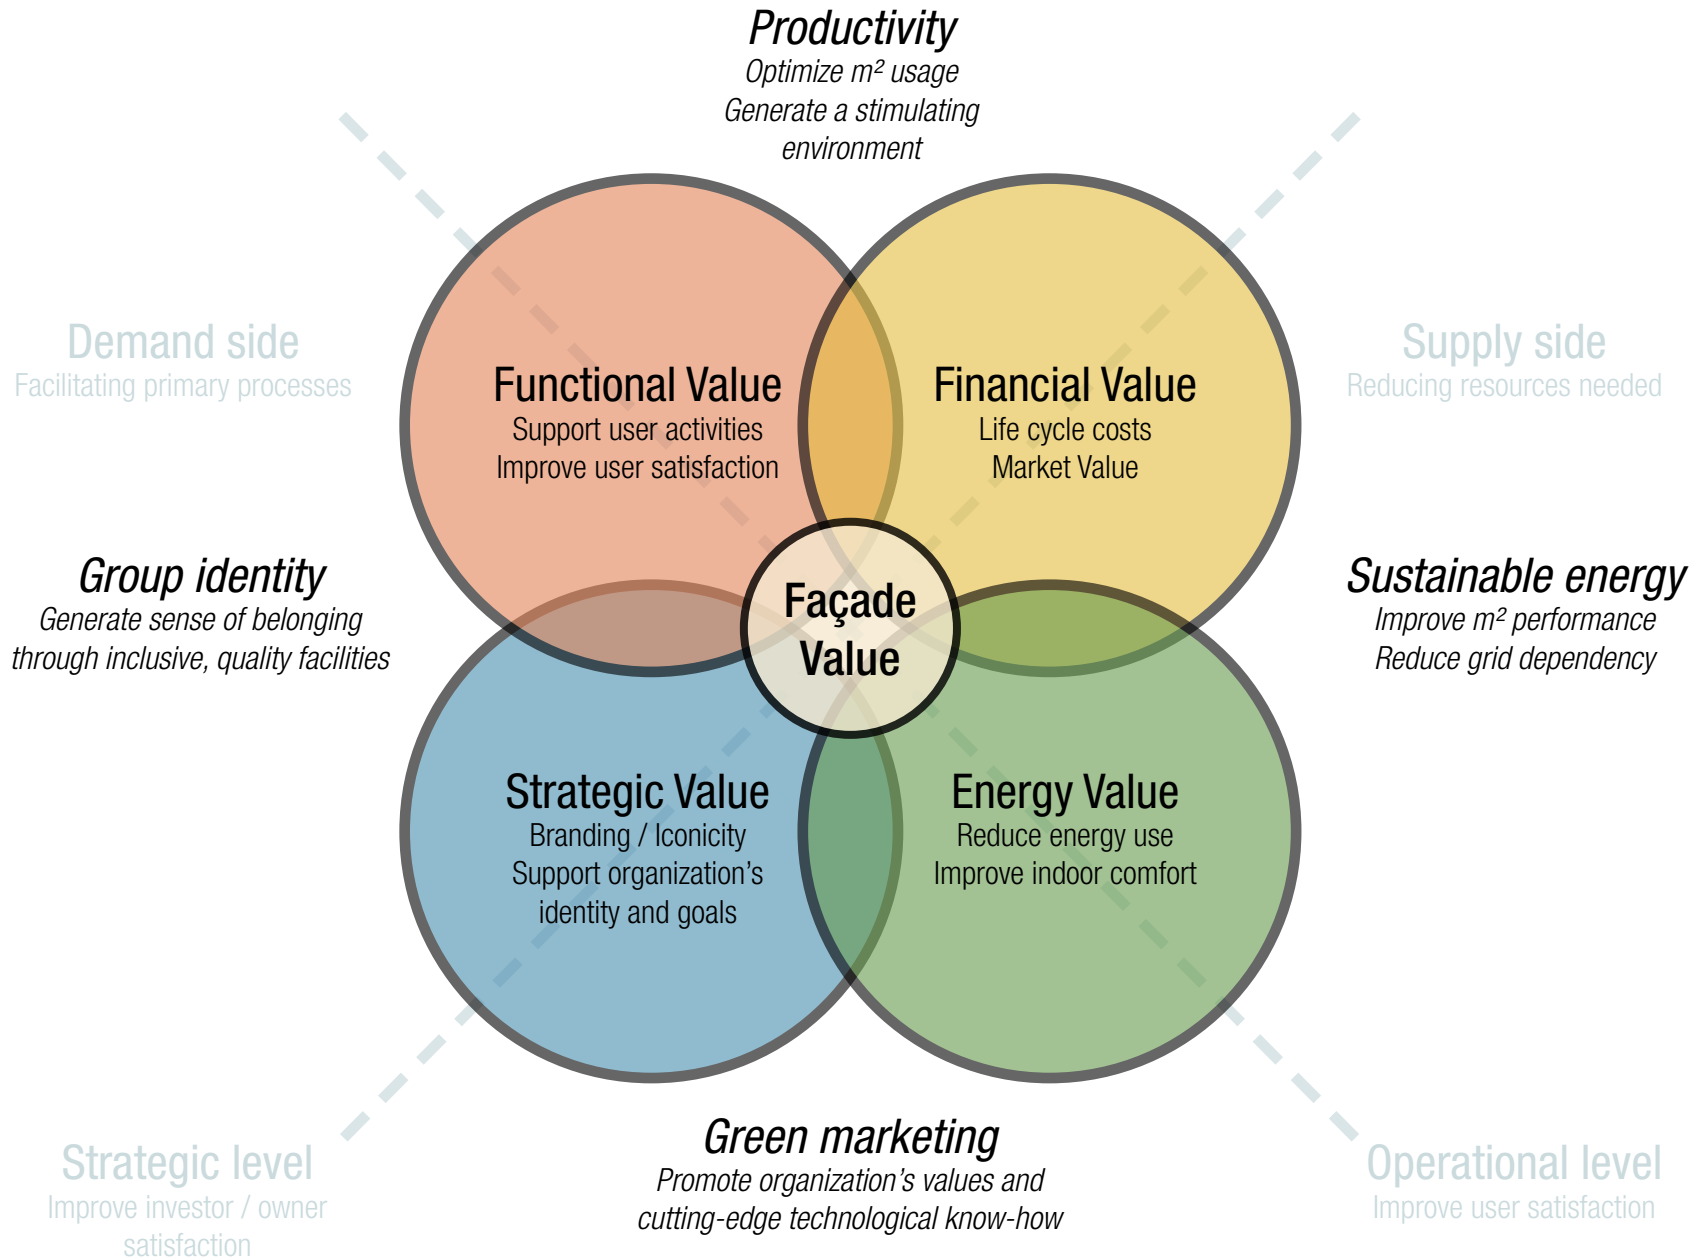 Productivity
Optimize m² usage
Generate a stimulating
environment
Demand side
Facilitating primary processes
Supply side
Reducing resources needed
Functional Value
Support user activities
Improve user satisfaction
Financial Value
Life cycle costs
Market Value
Group identity
Generate sense of belonging
through inclusive, quality facilities
Façade
Value
Sustainable energy
Improve m² performance
Reduce grid dependency
Strategic Value
Branding / Iconicity
Support organization’s
identity and goals
Energy Value
Reduce energy use
Improve indoor comfort
Green marketing
Promote organization’s values and
cutting-edge technological know-how
Strategic level
Improve investor / owner
satisfaction
Operational level
Improve user satisfaction